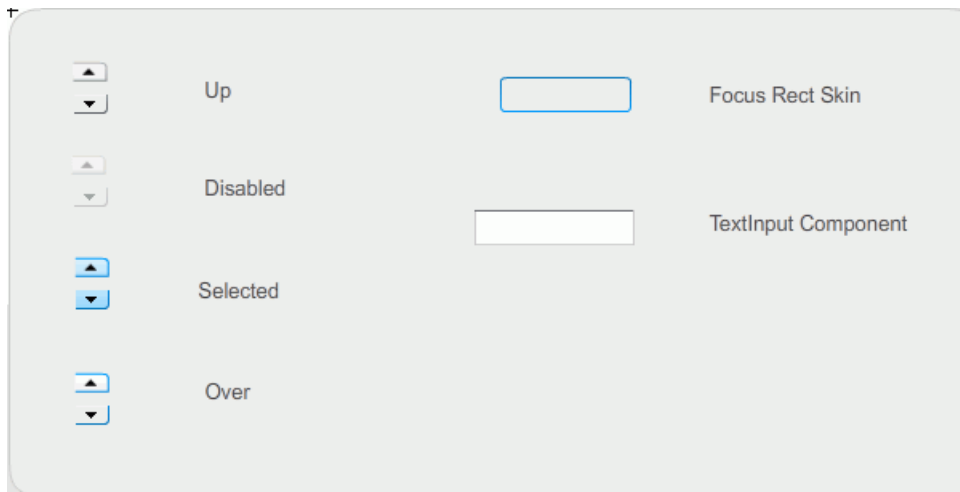 Up
Focus Rect Skin
Disabled
TextInput Component
Selected
Over